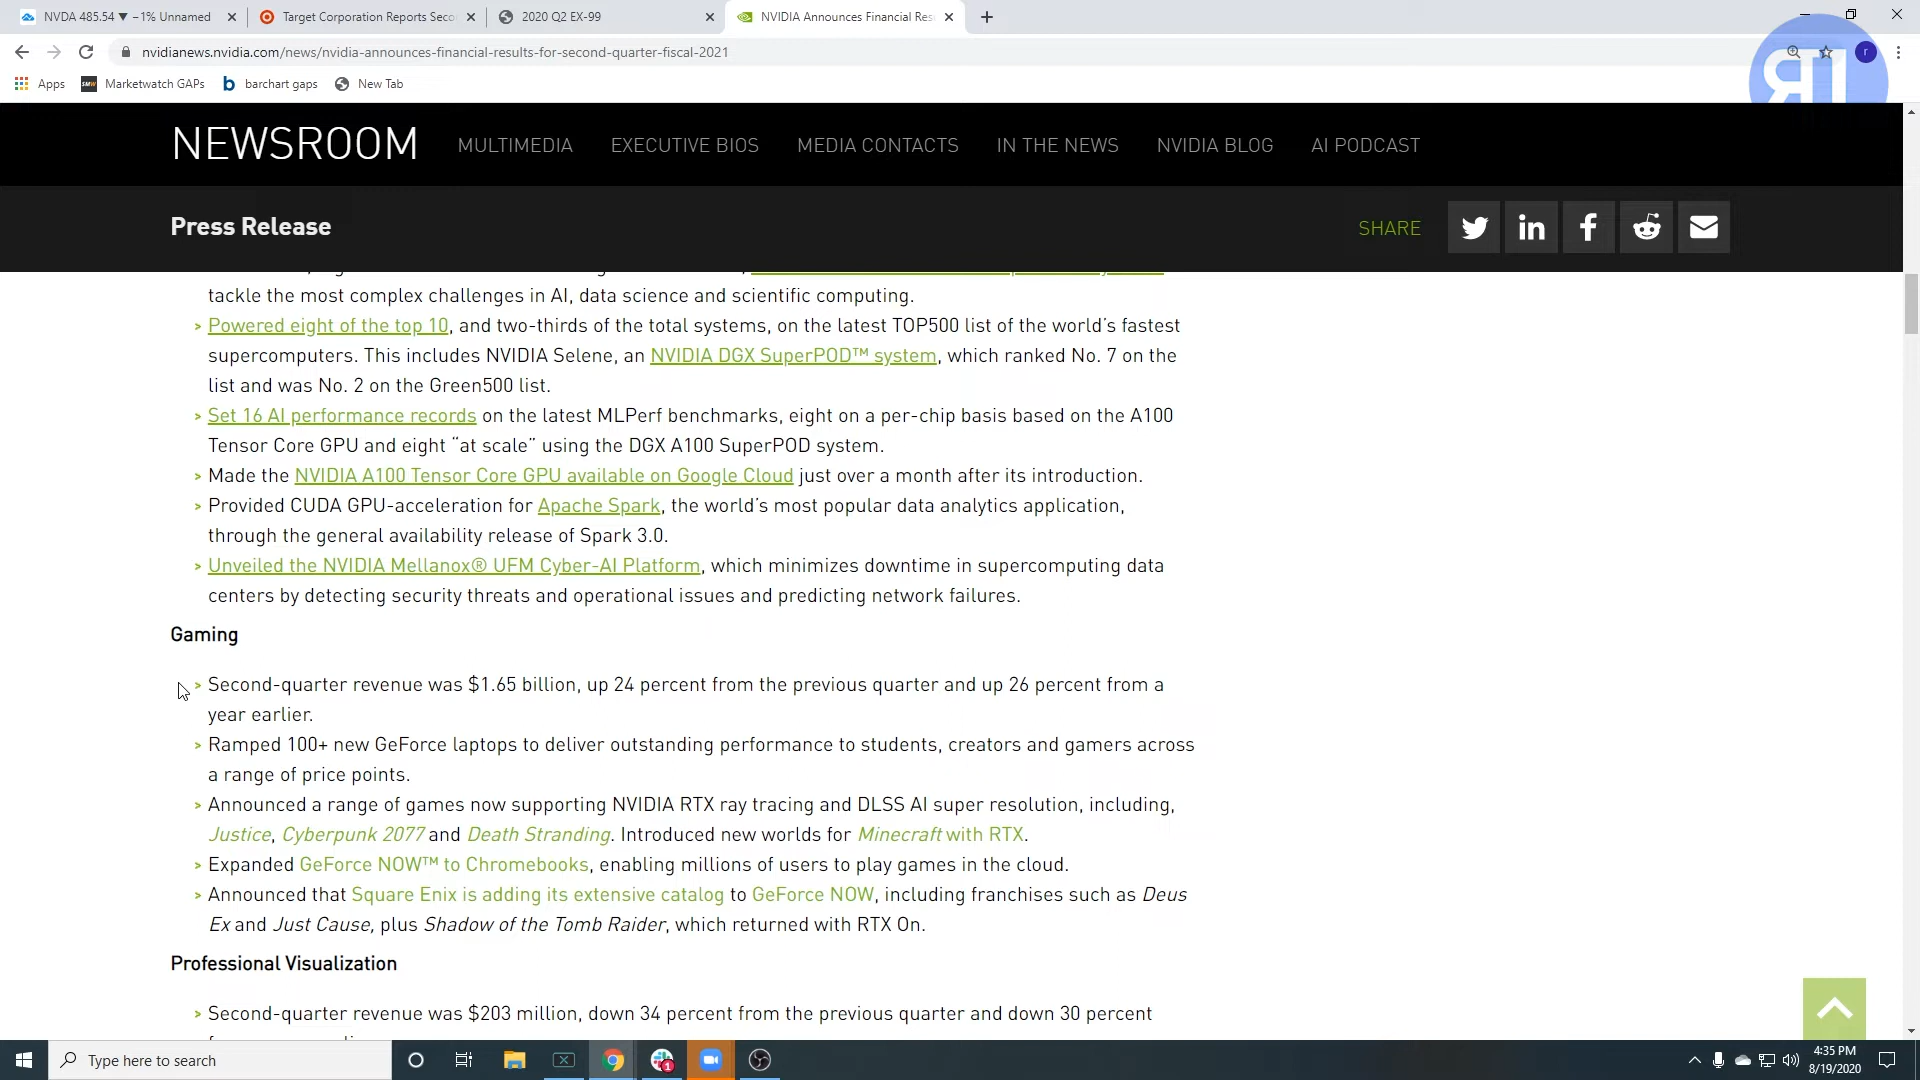 NVDA 485.54 ▼ −1% Unnamed
Target Corporation Reports Seco
2020 Q2 EX-99
NVIDIA Announces Financial Res
nvidianews.nvidia.com/news/nvidia-announces-financial-results-for-second-quarter-fiscal-2021
r
Apps
SMW
Marketwatch GAPs
b
barchart gaps
New Tab
NEWSROOM
MULTIMEDIA
EXECUTIVE BIOS
MEDIA CONTACTS
IN THE NEWS
NVIDIA BLOG
AI PODCAST
Press Release
SHARE
tackle the most complex challenges in AI, data science and scientific computing.
> Powered eight of the top 10, and two-thirds of the total systems, on the latest TOP500 list of the world's fastest
supercomputers. This includes NVIDIA Selene, an NVIDIA DGX SuperPOD™ system, which ranked No. 7 on the
list and was No. 2 on the Green500 list.
> Set 16 AI performance records on the latest MLPerf benchmarks, eight on a per-chip basis based on the A100
Tensor Core GPU and eight “at scale” using the DGX A100 SuperPOD system.
> Made the NVIDIA A100 Tensor Core GPU available on Google Cloud just over a month after its introduction.
> Provided CUDA GPU-acceleration for Apache Spark, the world's most popular data analytics application,
through the general availability release of Spark 3.0.
> Unveiled the NVIDIA Mellanox® UFM Cyber-AI Platform, which minimizes downtime in supercomputing data
centers by detecting security threats and operational issues and predicting network failures.
Gaming
> Second-quarter revenue was $1.65 billion, up 24 percent from the previous quarter and up 26 percent from a
year earlier.
> Ramped 100+ new GeForce laptops to deliver outstanding performance to students, creators and gamers across
a range of price points.
> Announced a range of games now supporting NVIDIA RTX ray tracing and DLSS AI super resolution, including,
Justice, Cyberpunk 2077 and Death Stranding. Introduced new worlds for Minecraft with RTX.
> Expanded GeForce NOW™ to Chromebooks, enabling millions of users to play games in the cloud.
> Announced that Square Enix is adding its extensive catalog to GeForce NOW, including franchises such as Deus
Ex and Just Cause, plus Shadow of the Tomb Raider, which returned with RTX On.
Professional Visualization
> Second-quarter revenue was $203 million, down 34 percent from the previous quarter and down 30 percent
Type here to search
1
4:35 PM
8/19/2020